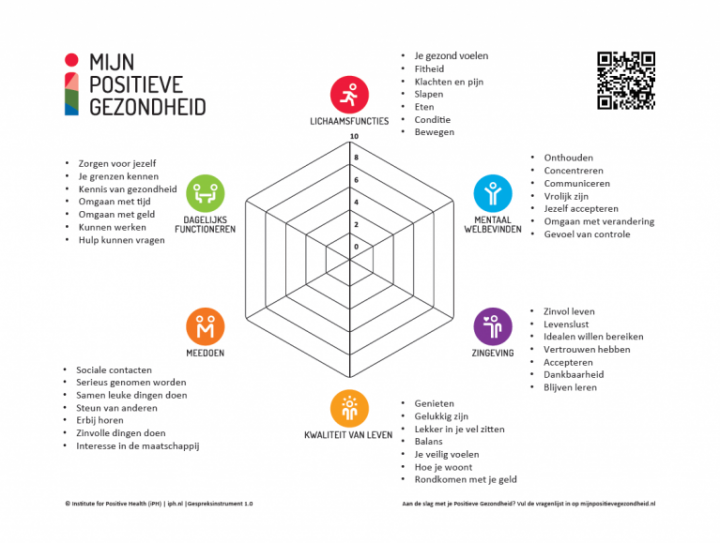 MIJN
POSITIEVE
GEZONDHEID
LICHAAMSFUNCTIES
• Je gezond voelen
• Fitheid
• Klachten en pijn
• Slapen
• Eten
• Conditie
• Bewegen
10
8
6
4
2
0
MENTAAL
WELBEVINDEN
• Onthouden
• Concentreren
• Communiceren
• Vrolijk zijn
• Jezelf accepteren
• Omgaan met verandering
• Gevoel van controle
ZINGEVING
• Zinvol leven
• Levenslust
• Idealen willen bereiken
• Vertrouwen hebben
• Accepteren
• Dankbaarheid
• Blijven leren
KWALITEIT VAN LEVEN
• Genieten
• Gelukkig zijn
• Lekker in je vel zitten
• Balans
• Je veilig voelen
• Hoe je woont
• Rondkomen met je geld
MEEDOEN
• Sociale contacten
• Serieus genomen worden
• Samen leuke dingen doen
• Steun van anderen
• Erbij horen
• Zinvolle dingen doen
• Interesse in de maatschappij
DAGELIJKS
FUNCTIONEREN
• Zorgen voor jezelf
• Je grenzen kennen
• Kennis van gezondheid
• Omgaan met tijd
• Omgaan met geld
• Kunnen werken
• Hulp kunnen vragen
© Institute for Positive Health (iPH) | iph.nl |Gespreksinstrument 1.0
Aan de slag met je Positieve Gezondheid? Vul de vragenlijst in op mijnpositievegezondheid.nl